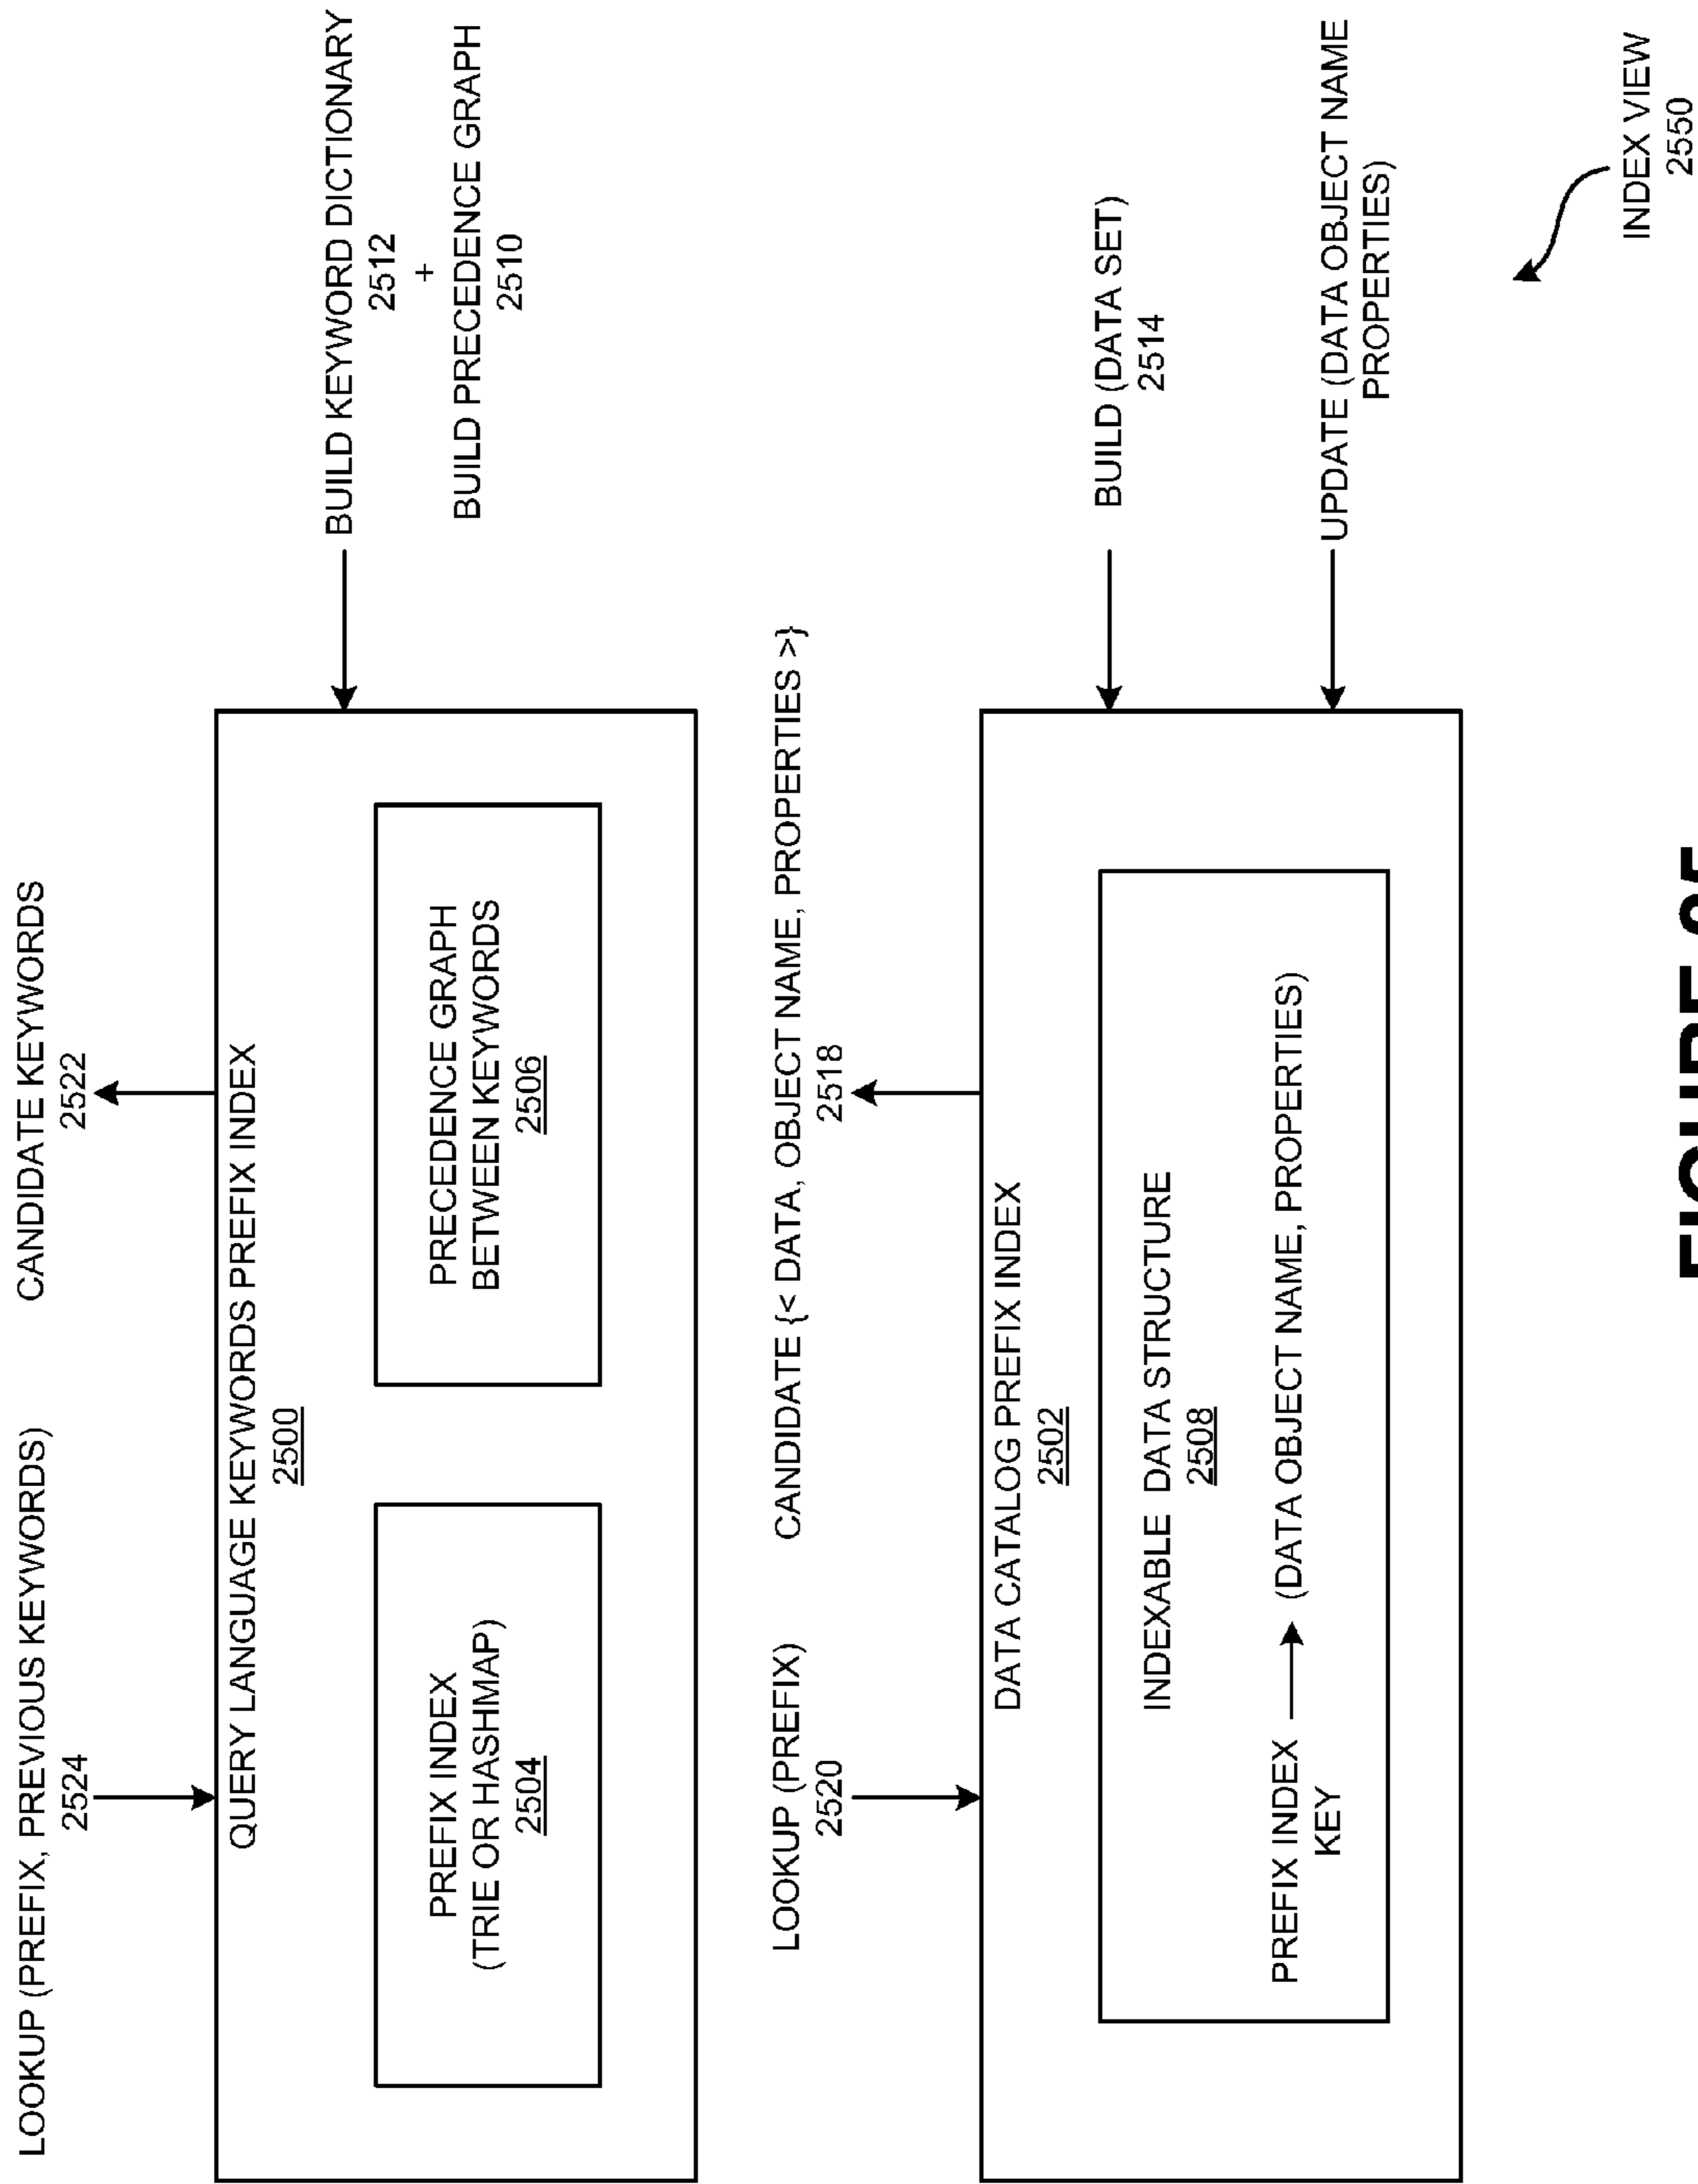 LOOKUP (PREFIX, PREVIOUS KEYWORDS)
2524
CANDIDATE KEYWORDS
2522
QUERY LANGUAGE KEYWORDS PREFIX INDEX
2500
PREFIX INDEX
(TRIE OR HASHMAP)
2504
PRECEDENCE GRAPH
BETWEEN KEYWORDS
2506
BUILD KEYWORD DICTIONARY
2512
+
BUILD PRECEDENCE GRAPH
2510
LOOKUP (PREFIX)
2520
CANDIDATE {< DATA, OBJECT NAME, PROPERTIES >}
2518
DATA CATALOG PREFIX INDEX
2502
INDEXABLE DATA STRUCTURE
2508
PREFIX INDEX
KEY
(DATA OBJECT NAME, PROPERTIES)
BUILD (DATA SET)
2514
UPDATE (DATA OBJECT NAME
PROPERTIES)
INDEX VIEW
2550
FIGURE